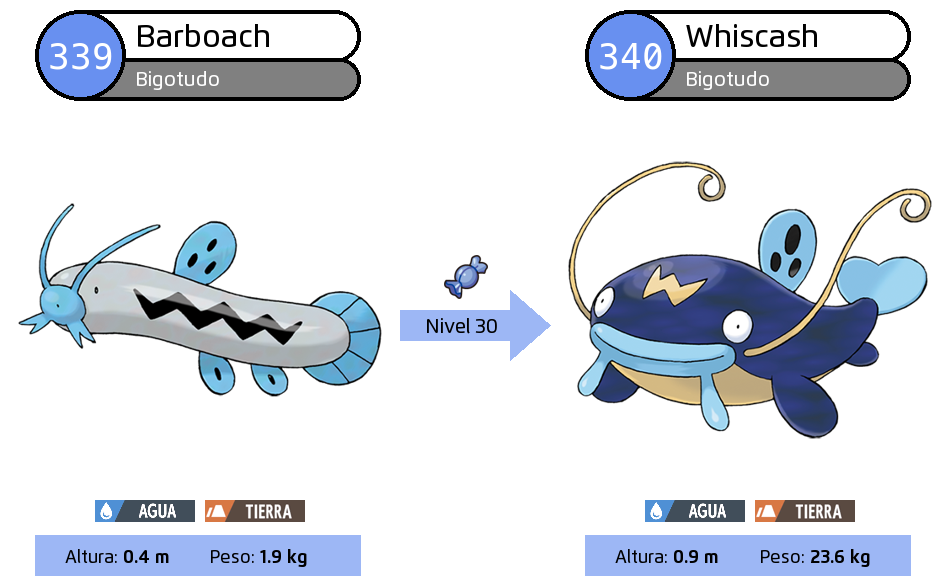 339
Barboach
Bigotudo
340
Whiscash
Bigotudo
Nivel 30
AGUA
TIERRA
AGUA
TIERRA
Altura: 0.4 m
Peso: 1.9 kg
Altura: 0.9 m
Peso: 23.6 kg